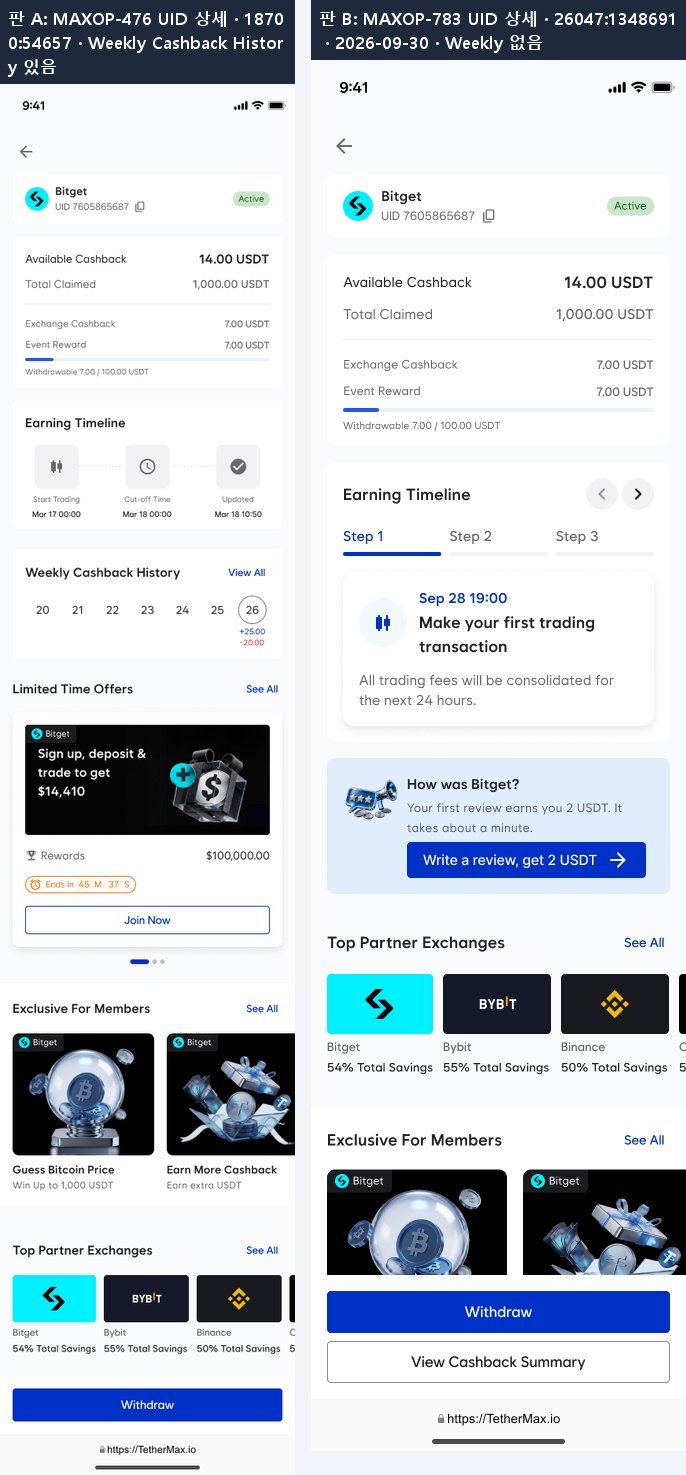 판 A: MAXOP-476 UID 상세 · 1870
0:54657 · Weekly Cashback Histor
y 있음
9:41
Bitget
UID 7605865687
Active
Available Cashback
14.00 USDT
Total Claimed
1,000.00 USDT
Exchange Cashback
7.00 USDT
Event Reward
7.00 USDT
Withdrawable 7.00 / 100.00 USDT
Earning Timeline
Start Trading
Cut-off Time
Updated
Mar 17 00:00
Mar 18 00:00
Mar 18 10:50
Weekly Cashback History
View All
20
21
22
23
24
25
26
+25.00
-20.00
Limited Time Offers
See All
Bitget
Sign up, deposit &
trade to get
$14,410
Rewards
$100,000.00
Ends in 45 M 37 S
Join Now
Exclusive For Members
See All
Bitget
Bitget
Guess Bitcoin Price
Earn More Cashback
Win Up to 1,000 USDT
Earn extra USDT
Top Partner Exchanges
See All
BYBIT
Bitget
Bybit
Binance
C
54% Total Savings
55% Total Savings
50% Total Savings
5
Withdraw
https://TetherMax.io
판 B: MAXOP-783 UID 상세 · 26047:1348691
· 2026-09-30 · Weekly 없음
9:41
Bitget
UID 7605865687
Active
Available Cashback
14.00 USDT
Total Claimed
1,000.00 USDT
Exchange Cashback
7.00 USDT
Event Reward
7.00 USDT
Withdrawable 7.00 / 100.00 USDT
Earning Timeline
Step 1
Step 2
Step 3
Sep 28 19:00
Make your first trading
transaction
All trading fees will be consolidated for
the next 24 hours.
How was Bitget?
Your first review earns you 2 USDT. It
takes about a minute.
Write a review, get 2 USDT
Top Partner Exchanges
See All
BYBIT
Bitget
Bybit
Binance
C
54% Total Savings
55% Total Savings
50% Total Savings
5
Exclusive For Members
See All
Bitget
Bitget
Withdraw
View Cashback Summary
https://TetherMax.io